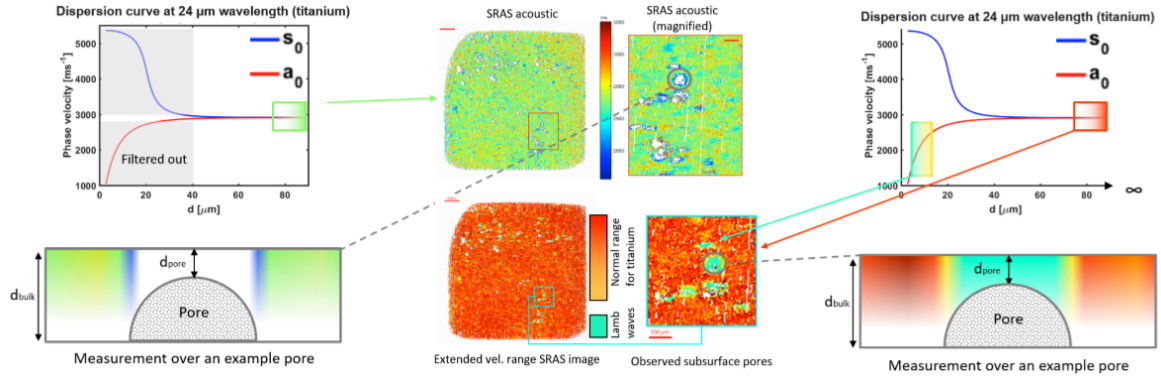 Dispersion curve at 24 µm wavelength (titanium)
Phase velocity [ms⁻¹]
5000
4000
3000
2000
1000
s₀
a₀
Filtered out
0
20
40
60
80
d [µm]
d_bulk
d_pore
Pore
Measurement over an example pore
SRAS acoustic
SRAS acoustic
(magnified)
Normal range
for titanium
Lamb
waves
Extended vel. range SRAS image
Observed subsurface pores
Dispersion curve at 24 µm wavelength (titanium)
Phase velocity [ms⁻¹]
5000
4000
3000
2000
1000
s₀
a₀
0
20
40
60
80
∞
d [µm]
d_bulk
d_pore
Pore
Measurement over an example pore